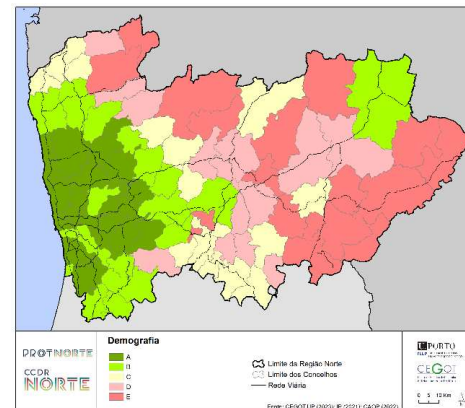 Demografia
A
B
C
D
E
Limite da Região Norte
Limite dos Concelhos
Rede Viária
PROTNORTE
CCDR
NORTE
U.PORTO
CEGOT
0 5 10 km
Fonte: CEGOT.UP (2023); IP (2021); CAOP (2022)